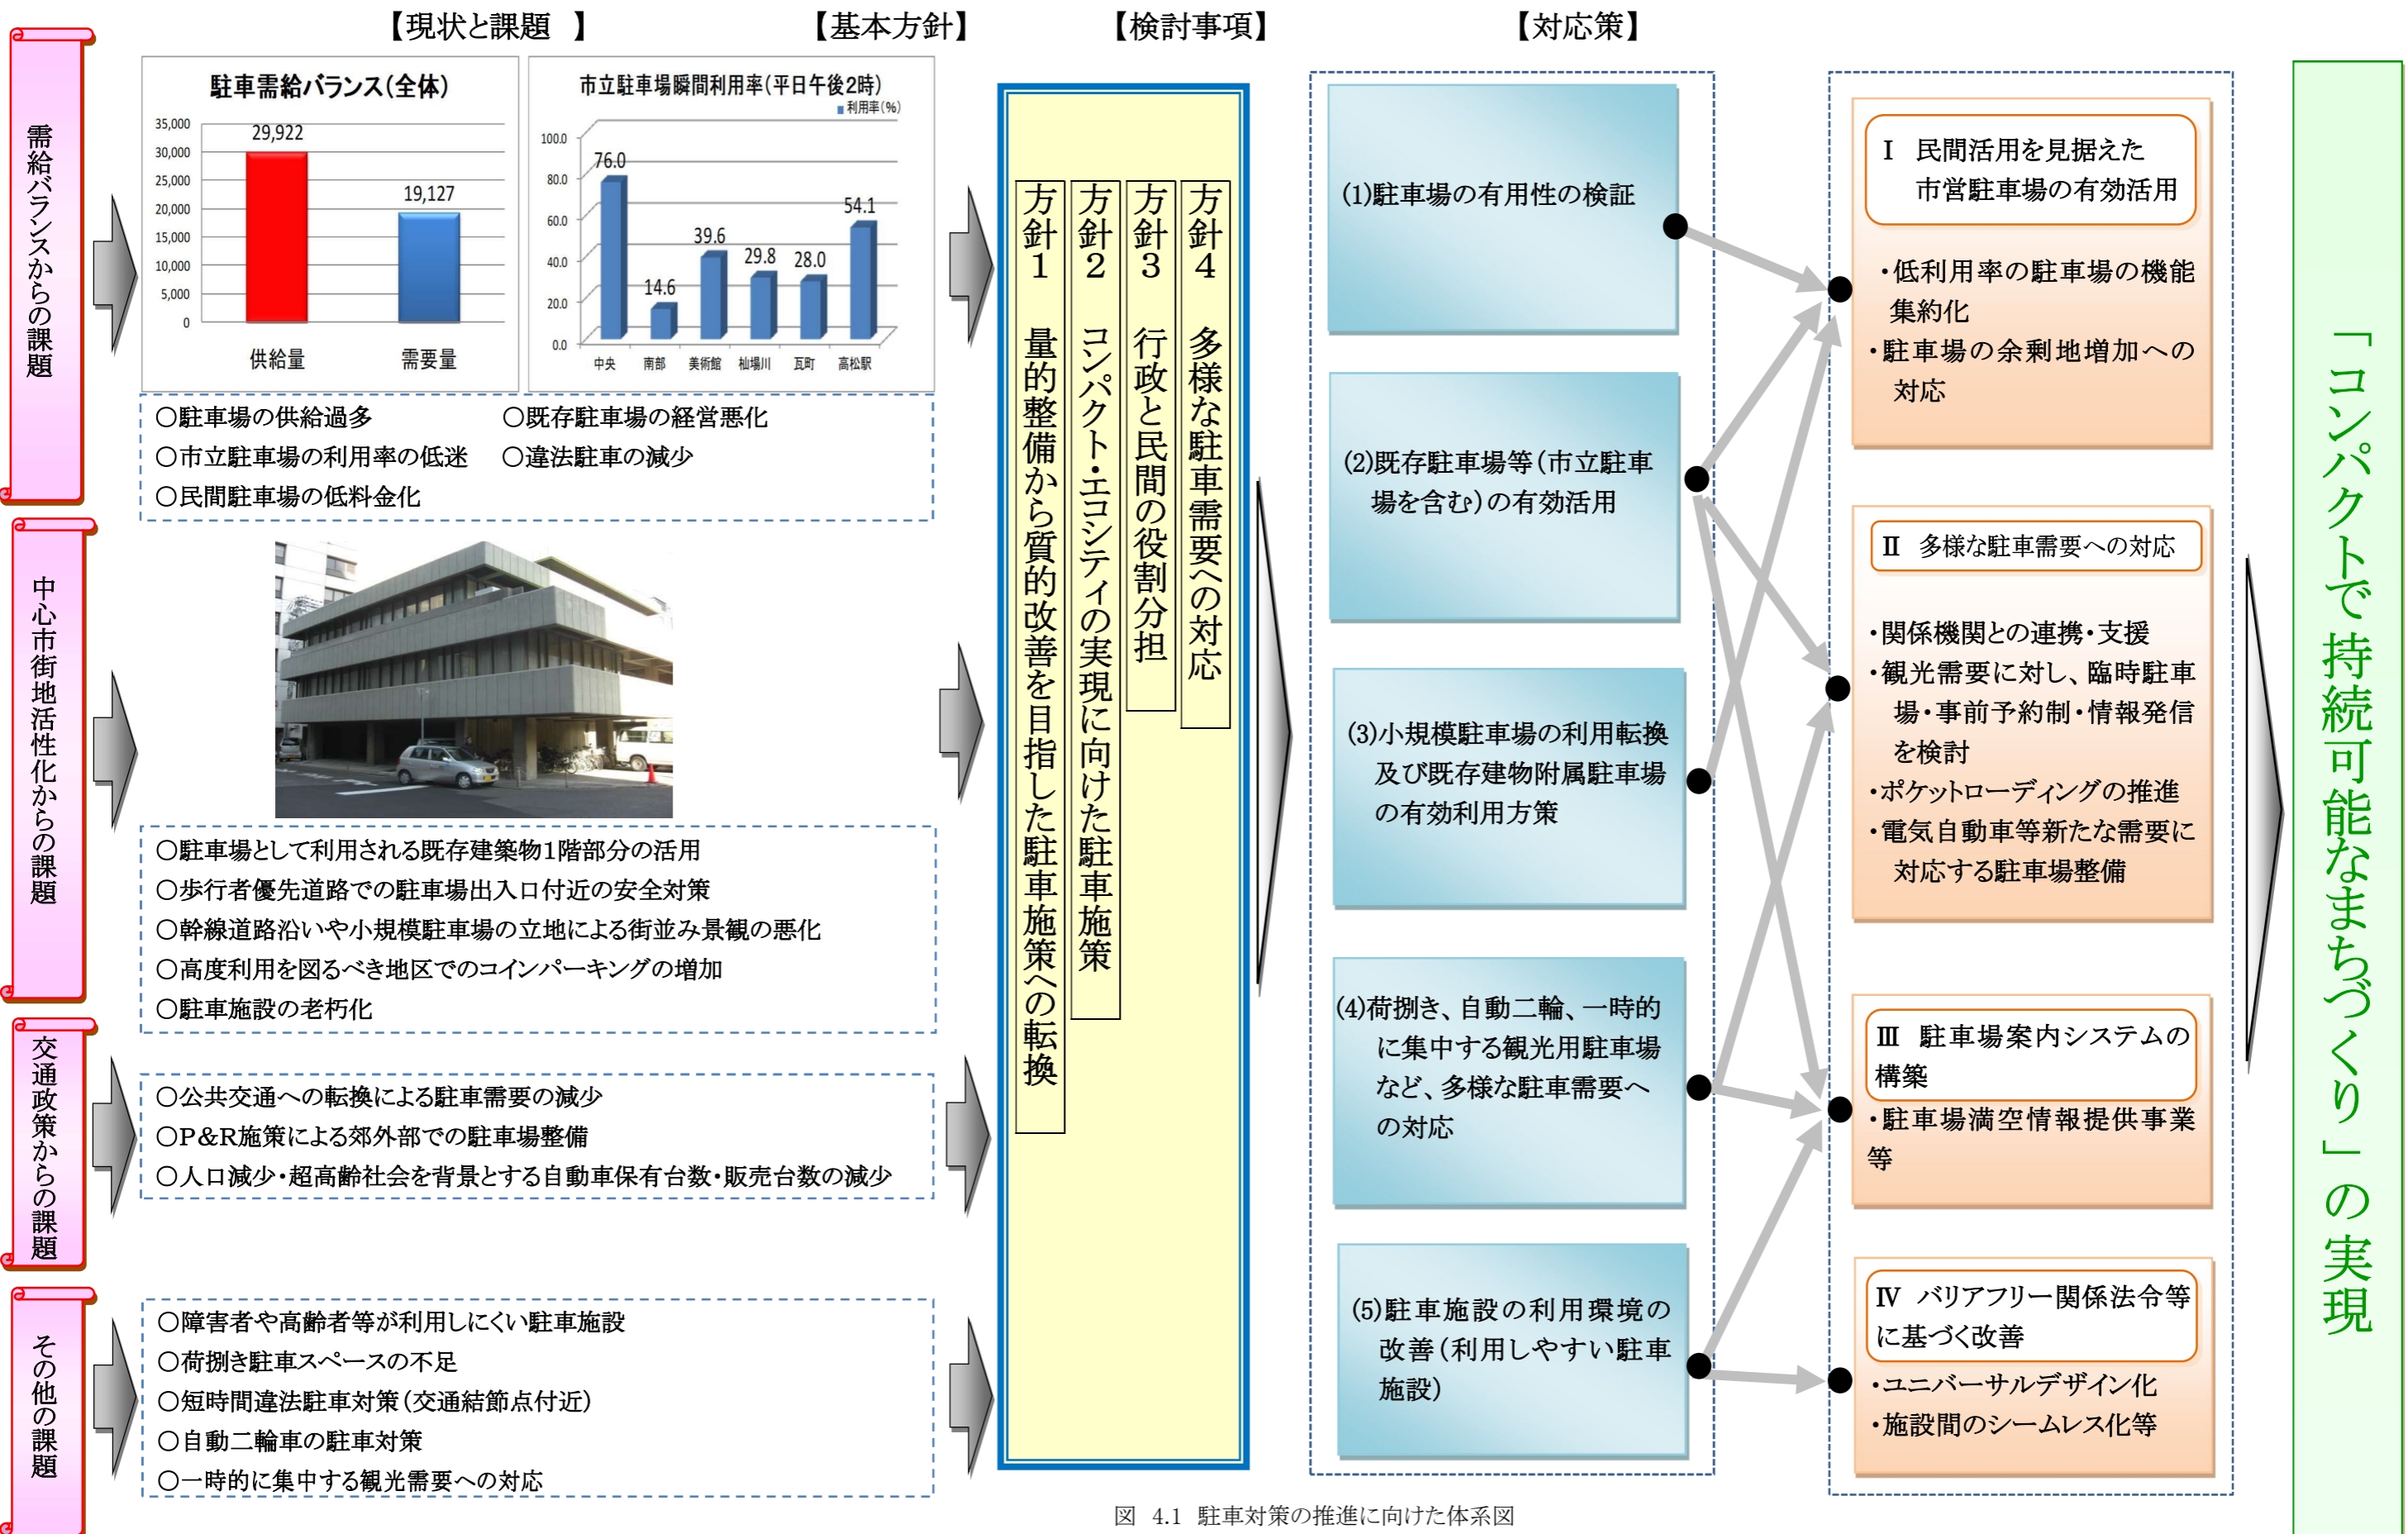 【現状と課題　】
【基本方針】
【検討事項】
【対応策】
需給バランスからの課題
駐車需給バランス(全体)
35,000
30,000
25,000
20,000
15,000
10,000
5,000
0
29,922
19,127
供給量
需要量
市立駐車場瞬間利用率(平日午後2時)
利用率(%)
100.0
80.0
60.0
40.0
20.0
0.0
76.0
14.6
39.6
29.8
28.0
54.1
中央
南部
美術館
杣場川
瓦町
高松駅
○駐車場の供給過多
○既存駐車場の経営悪化
○市立駐車場の利用率の低迷
○違法駐車の減少
○民間駐車場の低料金化
中心市街地活性化からの課題
○駐車場として利用される既存建築物1階部分の活用
○歩行者優先道路での駐車場出入口付近の安全対策
○幹線道路沿いや小規模駐車場の立地による街並み景観の悪化
○高度利用を図るべき地区でのコインパーキングの増加
○駐車施設の老朽化
交通政策からの課題
○公共交通への転換による駐車需要の減少
○P&R施策による郊外部での駐車場整備
○人口減少・超高齢社会を背景とする自動車保有台数・販売台数の減少
その他の課題
○障害者や高齢者等が利用しにくい駐車施設
○荷捌き駐車スペースの不足
○短時間違法駐車対策(交通結節点付近)
○自動二輪車の駐車対策
○一時的に集中する観光需要への対応
方針1　量的整備から質的改善を目指した駐車施策への転換
方針2　コンパクト・エコシティの実現に向けた駐車施策
方針3　行政と民間の役割分担
方針4　多様な駐車需要への対応
(1)駐車場の有用性の検証
(2)既存駐車場等(市立駐車
場を含む)の有効活用
(3)小規模駐車場の利用転換
及び既存建物附属駐車場
の有効利用方策
(4)荷捌き、自動二輪、一時的
に集中する観光用駐車場
など、多様な駐車需要へ
の対応
(5)駐車施設の利用環境の
改善(利用しやすい駐車
施設)
Ⅰ　民間活用を見据えた
市営駐車場の有効活用
・低利用率の駐車場の機能
集約化
・駐車場の余剰地増加への
対応
Ⅱ　多様な駐車需要への対応
・関係機関との連携・支援
・観光需要に対し、臨時駐車
場・事前予約制・情報発信
を検討
・ポケットローディングの推進
・電気自動車等新たな需要に
対応する駐車場整備
Ⅲ　駐車場案内システムの
構築
・駐車場満空情報提供事業
等
Ⅳ　バリアフリー関係法令等
に基づく改善
・ユニバーサルデザイン化
・施設間のシームレス化等
「コンパクトで持続可能なまちづくり」の実現
図　4.1　駐車対策の推進に向けた体系図